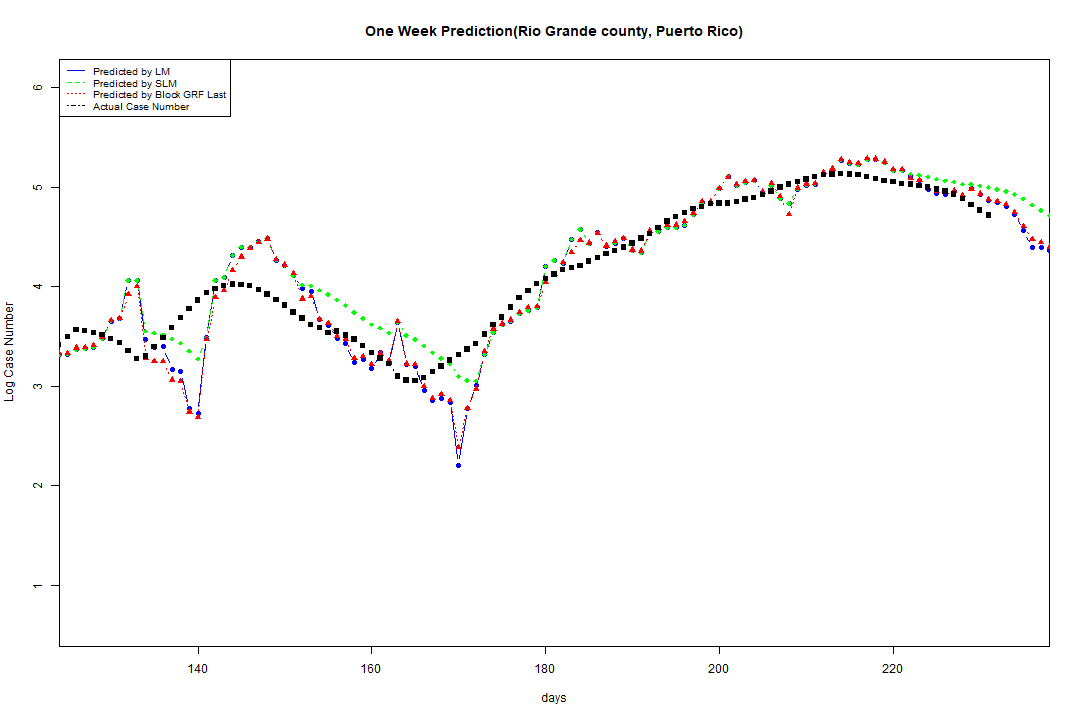 One Week Prediction(Rio Grande county, Puerto Rico)
Predicted by LM
Predicted by SLM
Predicted by Block GRF Last
Actual Case Number
6
5
4
3
2
1
Log Case Number
140 160 180 200 220
days